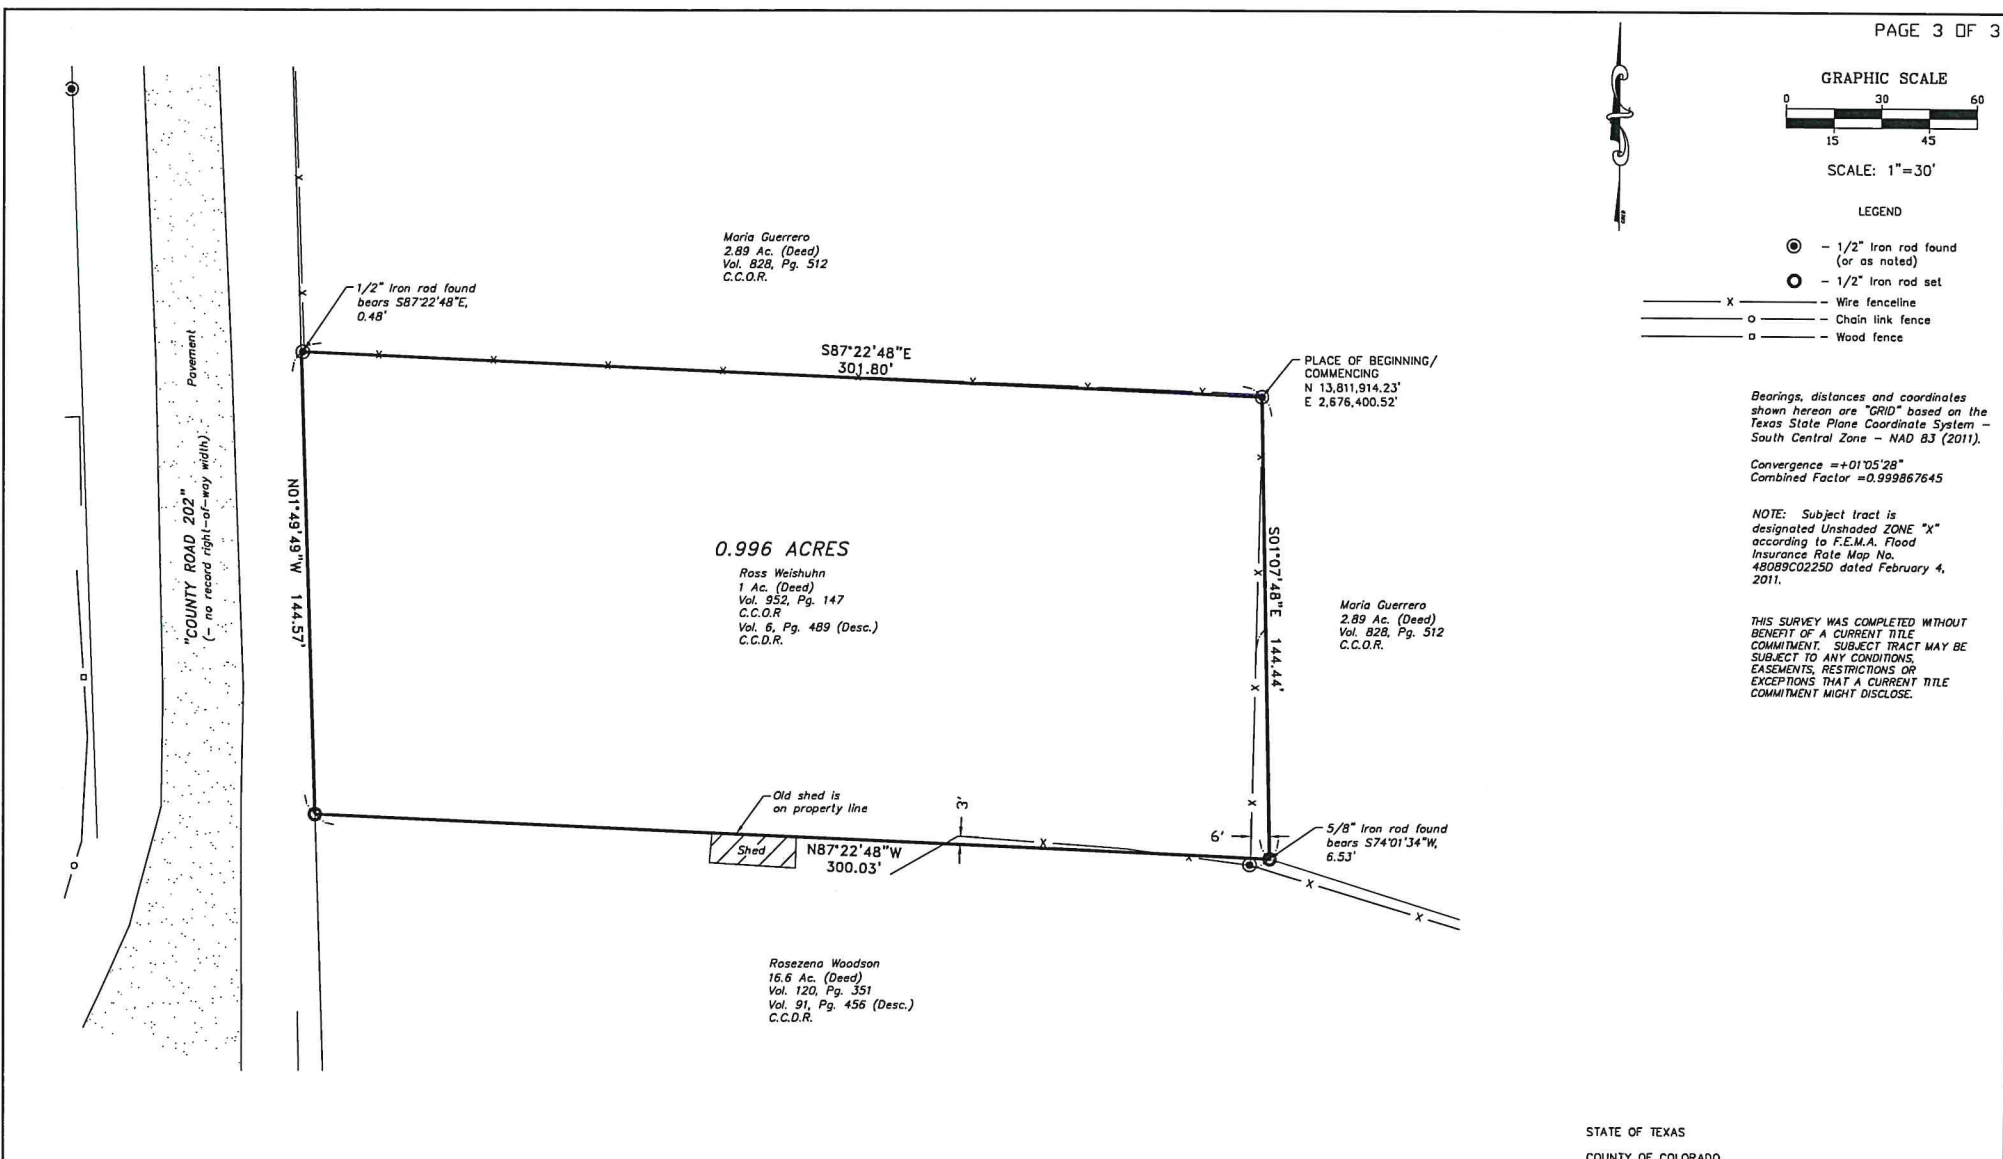 PAGE 3 OF 3
GRAPHIC SCALE
0 30 60
15 45
SCALE: 1"=30'
LEGEND
- 1/2" Iron rod found
(or as noted)
- 1/2" Iron rod set
X - Wire fenceline
o - Chain link fence
□ - Wood fence
Maria Guerrero
2.89 Ac. (Deed)
Vol. 828, Pg. 512
C.C.O.R.
1/2" Iron rod found
bears S87°22'48"E,
0.48'
S87°22'48"E
301.80'
PLACE OF BEGINNING/
COMMENCING
N 13,811,914.23'
E 2,676,400.52'
Bearings, distances and coordinates
shown hereon are "GRID" based on the
Texas State Plane Coordinate System -
South Central Zone - NAD 83 (2011).
Convergence =+01°05'28"
Combined Factor =0.999867645
NOTE: Subject tract is
designated Unshaded ZONE "X"
according to F.E.M.A. Flood
Insurance Rate Map No.
48089C0225D dated February 4,
2011.
THIS SURVEY WAS COMPLETED WITHOUT
BENEFIT OF A CURRENT TITLE
COMMITMENT. SUBJECT TRACT MAY BE
SUBJECT TO ANY CONDITIONS,
EASEMENTS, RESTRICTIONS OR
EXCEPTIONS THAT A CURRENT TITLE
COMMITMENT MIGHT DISCLOSE.
Pavement
"COUNTY ROAD 202"
(- no record right-of-way width)
N01°49'49"W 144.57'
0.996 ACRES
Ross Weishuhn
1 Ac. (Deed)
Vol. 952, Pg. 147
C.C.O.R
Vol. 6, Pg. 489 (Desc.)
C.C.D.R.
S01°07'48"E 144.44'
Maria Guerrero
2.89 Ac. (Deed)
Vol. 828, Pg. 512
C.C.O.R.
Old shed is
on property line
3'
6'
5/8" Iron rod found
bears S74°01'34"W,
6.53'
Shed
N87°22'48"W
300.03'
Rosezena Woodson
16.6 Ac. (Deed)
Vol. 120, Pg. 351
Vol. 91, Pg. 456 (Desc.)
C.C.D.R.
STATE OF TEXAS
COUNTY OF COLORADO